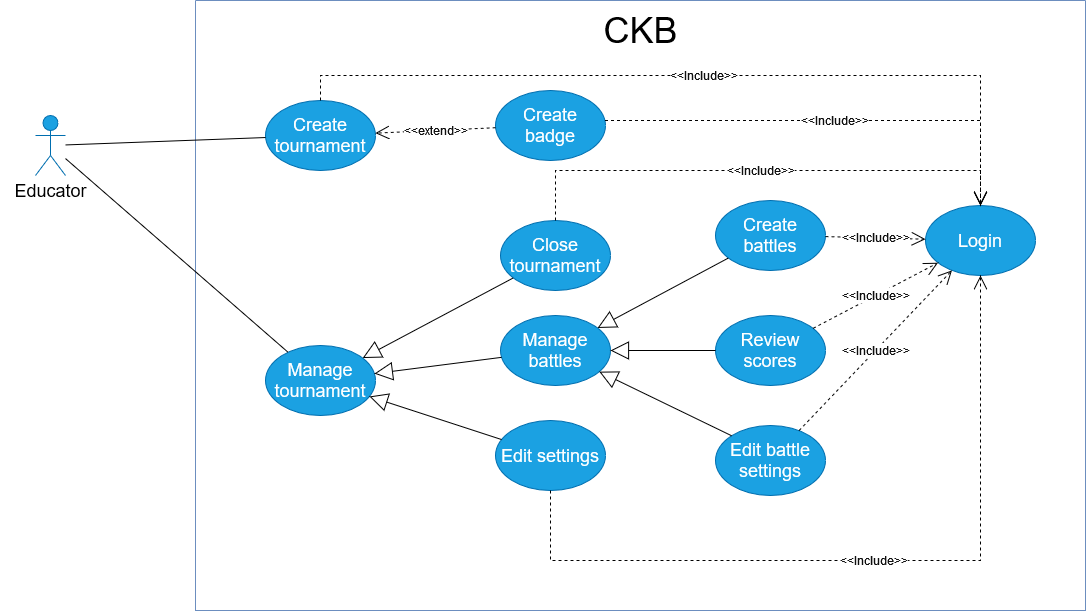 CKB
<<Include>>
Create
tournament
<<extend>>
Create
badge
<<Include>>
Educator
<<Include>>
Close
tournament
Create
battles
<<Include>>
Login
<<Include>>
Manage
battles
Review
scores
<<Include>>
Manage
tournament
Edit settings
Edit battle
settings
<<Include>>